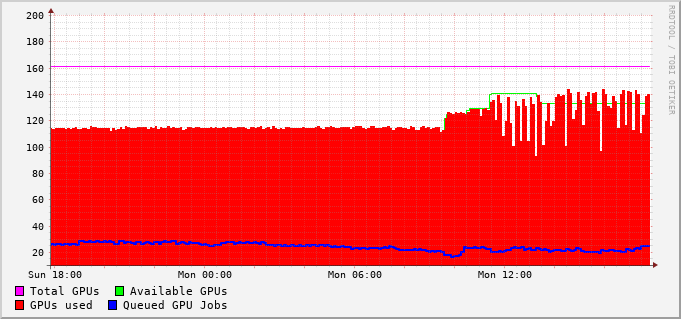 RRDTOOL / TOBI OETIKER
200
180
160
140
120
100
80
60
40
20
Sun 18:00 Mon 00:00 Mon 06:00 Mon 12:00
Total GPUs Available GPUs
GPUs used Queued GPU Jobs